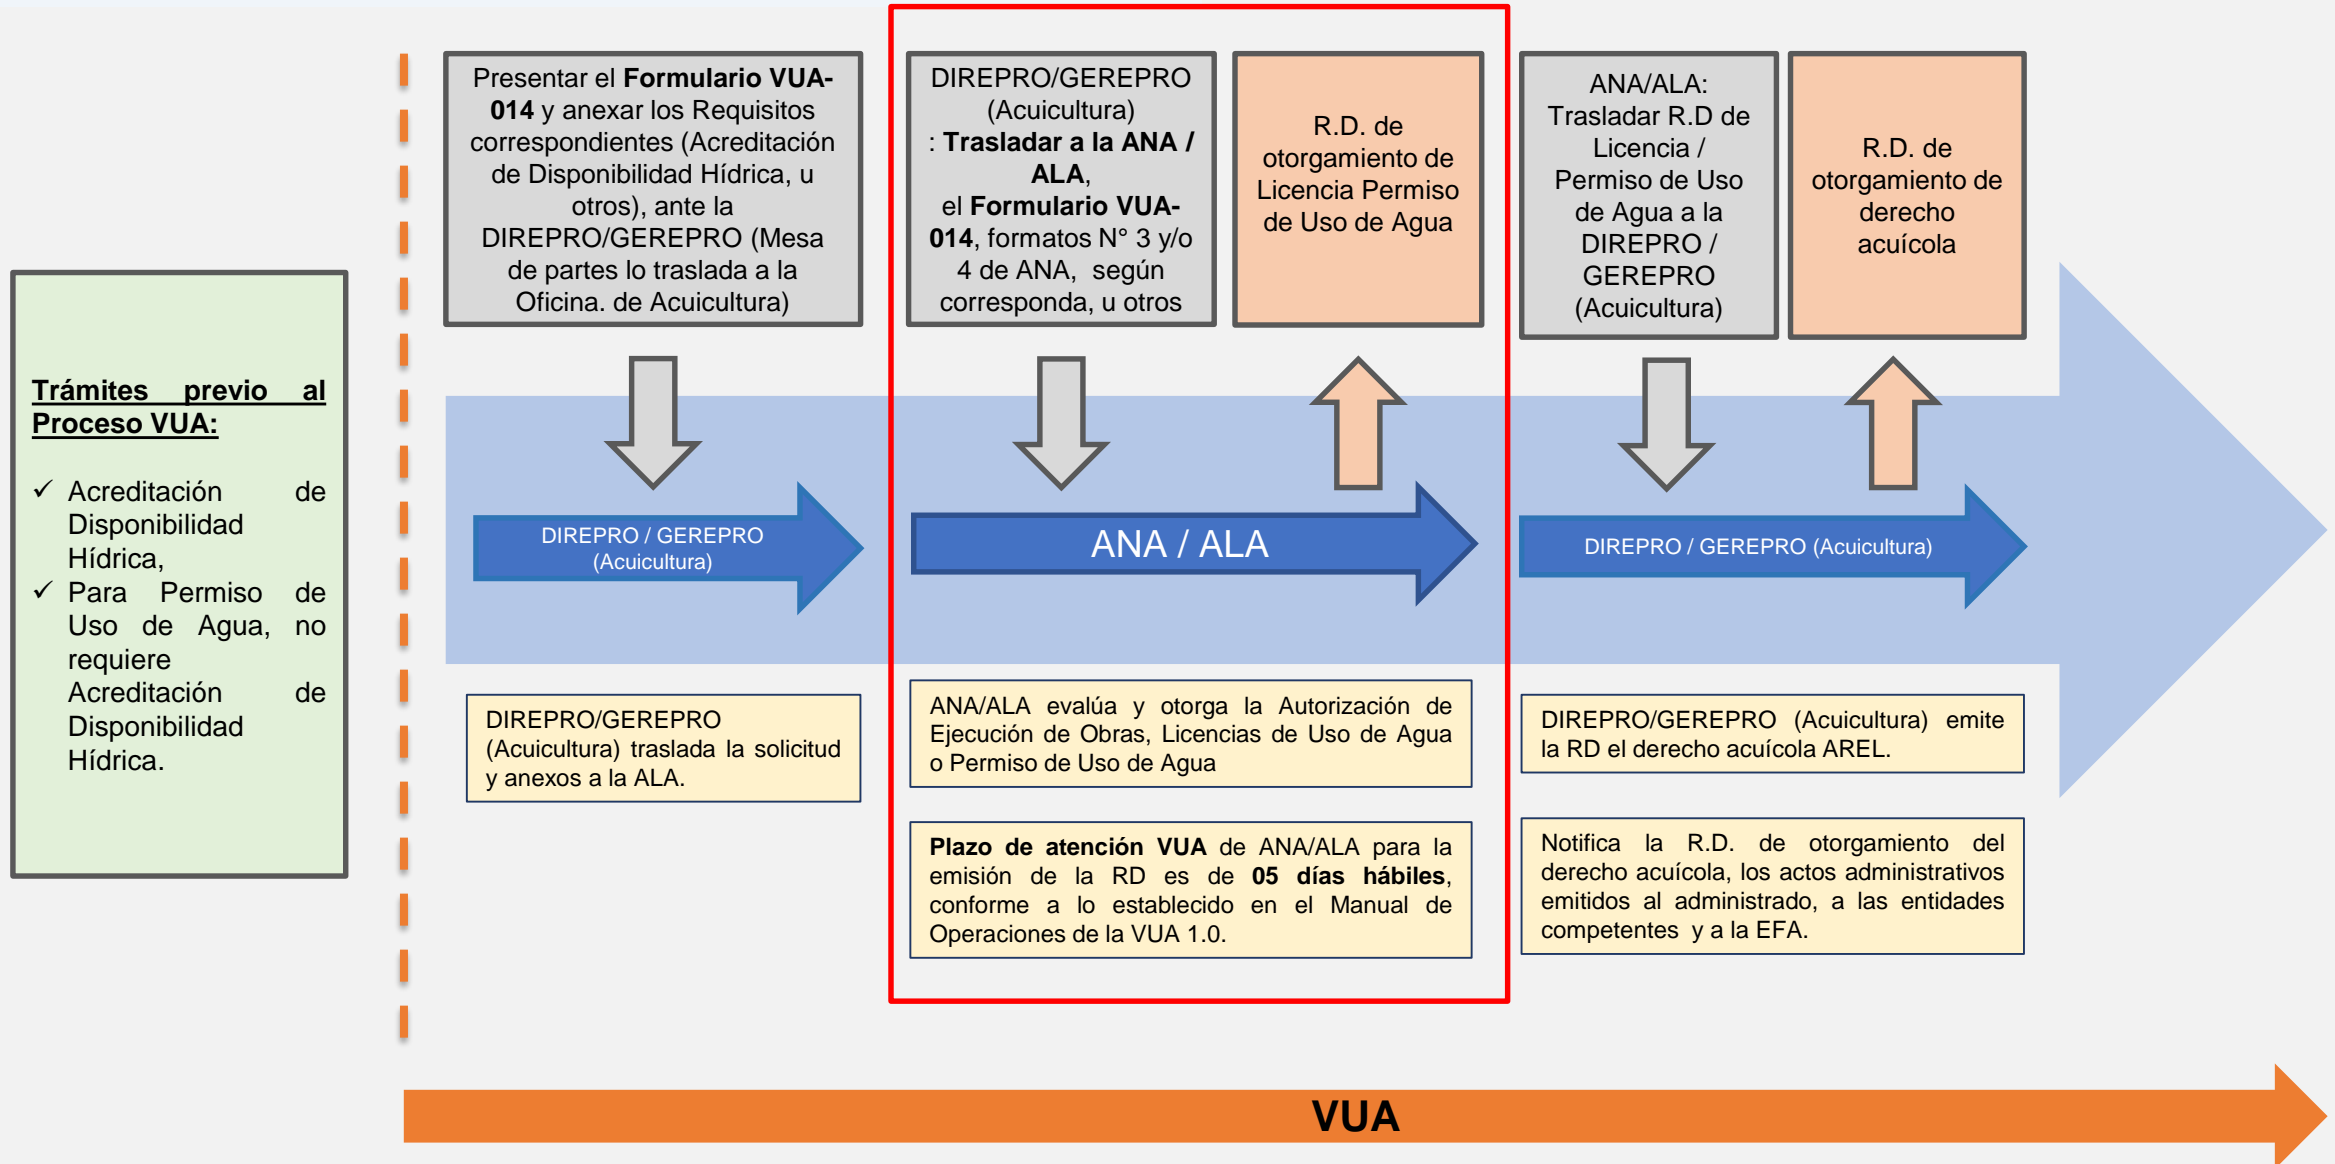 Trámites previo al
Proceso VUA:
✓ Acreditación de
Disponibilidad
Hídrica,
✓ Para Permiso de
Uso de Agua, no
requiere
Acreditación de
Disponibilidad
Hídrica.
Presentar el Formulario VUA-
014 y anexar los Requisitos
correspondientes (Acreditación
de Disponibilidad Hídrica, u
otros), ante la
DIREPRO/GEREPRO (Mesa
de partes lo traslada a la
Oficina. de Acuicultura)
DIREPRO / GEREPRO
(Acuicultura)
DIREPRO/GEREPRO
(Acuicultura) traslada la solicitud
y anexos a la ALA.
DIREPRO/GEREPRO
(Acuicultura)
: Trasladar a la ANA /
ALA,
el Formulario VUA-
014, formatos N° 3 y/o
4 de ANA, según
corresponda, u otros
R.D. de
otorgamiento de
Licencia Permiso
de Uso de Agua
ANA / ALA
ANA/ALA evalúa y otorga la Autorización de
Ejecución de Obras, Licencias de Uso de Agua
o Permiso de Uso de Agua
Plazo de atención VUA de ANA/ALA para la
emisión de la RD es de 05 días hábiles,
conforme a lo establecido en el Manual de
Operaciones de la VUA 1.0.
ANA/ALA:
Trasladar R.D de
Licencia /
Permiso de Uso
de Agua a la
DIREPRO /
GEREPRO
(Acuicultura)
R.D. de
otorgamiento de
derecho
acuícola
DIREPRO / GEREPRO (Acuicultura)
DIREPRO/GEREPRO (Acuicultura) emite
la RD el derecho acuícola AREL.
Notifica la R.D. de otorgamiento del
derecho acuícola, los actos administrativos
emitidos al administrado, a las entidades
competentes y a la EFA.
VUA